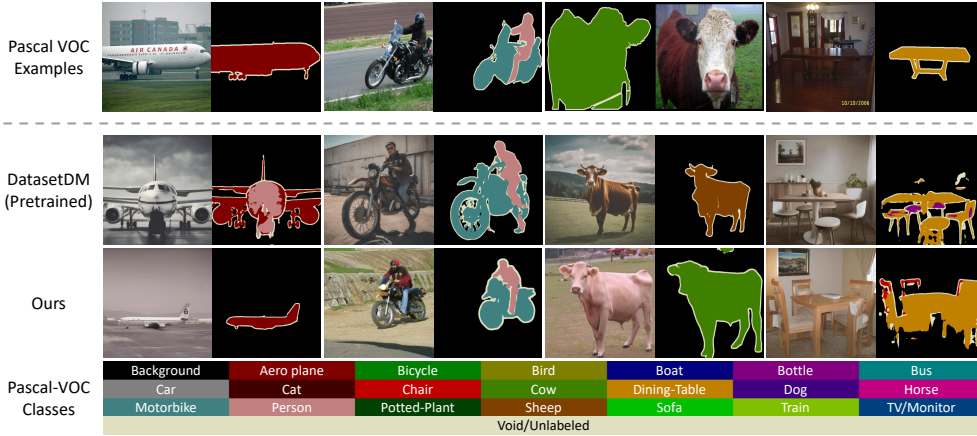 Pascal VOC
Examples
AIR CANADA
10/10/2006
DatasetDM
(Pretrained)
Ours
Pascal-VOC
Classes
Background Aero plane Bicycle Bird Boat Bottle Bus
Car Cat Chair Cow Dining-Table Dog Horse
Motorbike Person Potted-Plant Sheep Sofa Train TV/Monitor
Void/Unlabeled